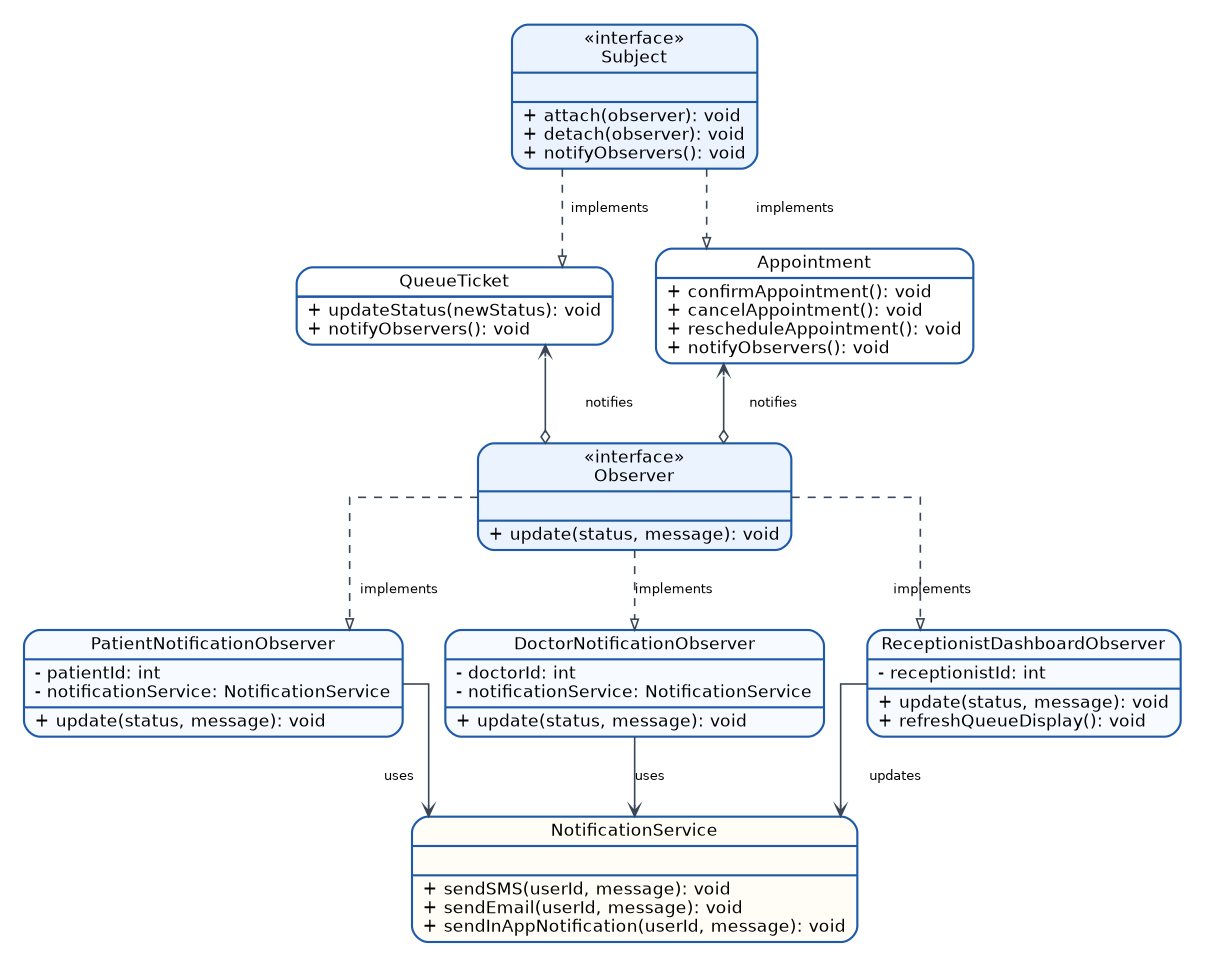 «interface»
Subject
+ attach(observer): void
+ detach(observer): void
+ notifyObservers(): void
implements
implements
QueueTicket
+ updateStatus(newStatus): void
+ notifyObservers(): void
Appointment
+ confirmAppointment(): void
+ cancelAppointment(): void
+ rescheduleAppointment(): void
+ notifyObservers(): void
notifies
notifies
«interface»
Observer
+ update(status, message): void
implements
implements
implements
PatientNotificationObserver
- patientId: int
- notificationService: NotificationService
+ update(status, message): void
DoctorNotificationObserver
- doctorId: int
- notificationService: NotificationService
+ update(status, message): void
ReceptionistDashboardObserver
- receptionistId: int
+ update(status, message): void
+ refreshQueueDisplay(): void
uses
uses
updates
NotificationService
+ sendSMS(userId, message): void
+ sendEmail(userId, message): void
+ sendInAppNotification(userId, message): void